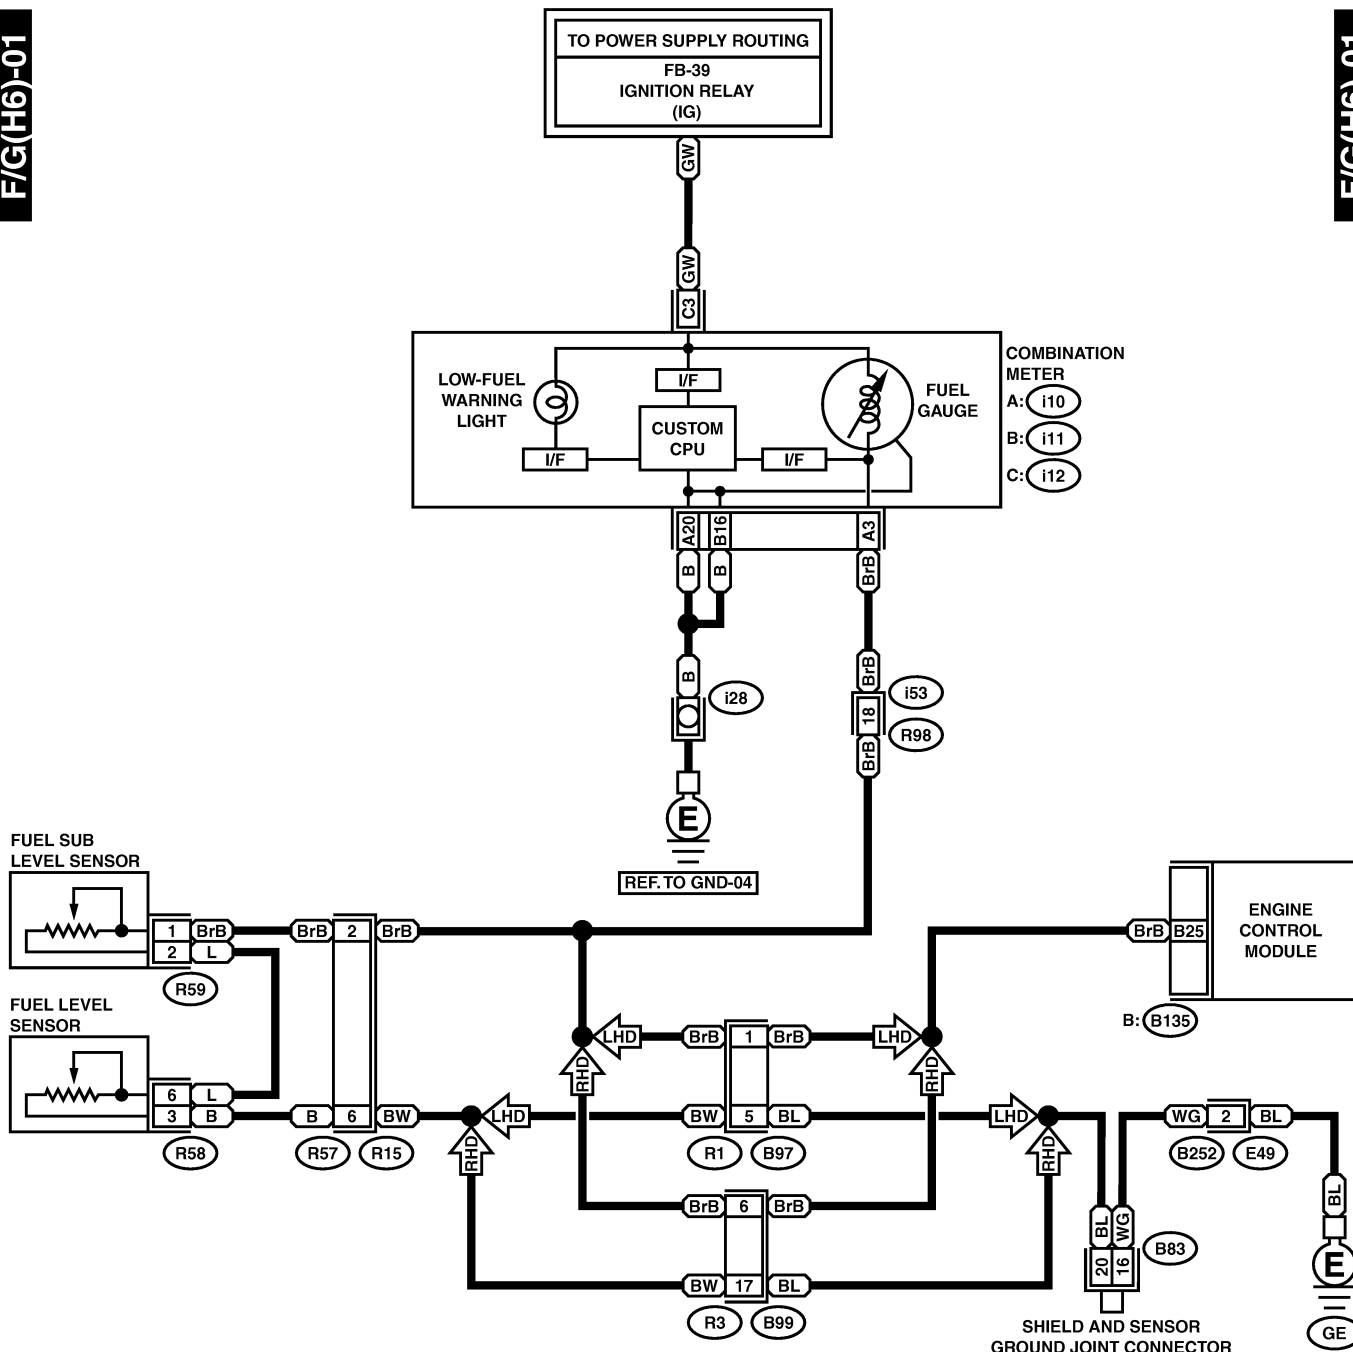 F/G(H6)-01
F/G(H6)-01
TO POWER SUPPLY ROUTING
FB-39
IGNITION RELAY
(IG)
GW
GW
C3
COMBINATION
METER
A: i10
B: i11
C: i12
LOW-FUEL
WARNING
LIGHT
I/F
CUSTOM
CPU
I/F
I/F
FUEL
GAUGE
A20
B16
A3
B
B
BrB
B
i28
BrB
18
BrB
i53
R98
E
REF. TO GND-04
FUEL SUB
LEVEL SENSOR
1 BrB
2 L
R59
BrB 2 BrB
FUEL LEVEL
SENSOR
6 L
3 B
R58
B 6 BW
R57 R15
LHD
RHD
BrB 1 BrB
LHD
RHD
LHD
RHD
BW 5 BL
LHD
RHD
R1 B97
BrB 6 BrB
BW 17 BL
R3 B99
BrB B25
ENGINE
CONTROL
MODULE
B: B135
WG 2 BL
B252 E49
BL
WG
20
16
B83
SHIELD AND SENSOR
GROUND JOINT CONNECTOR
BL
E
GE